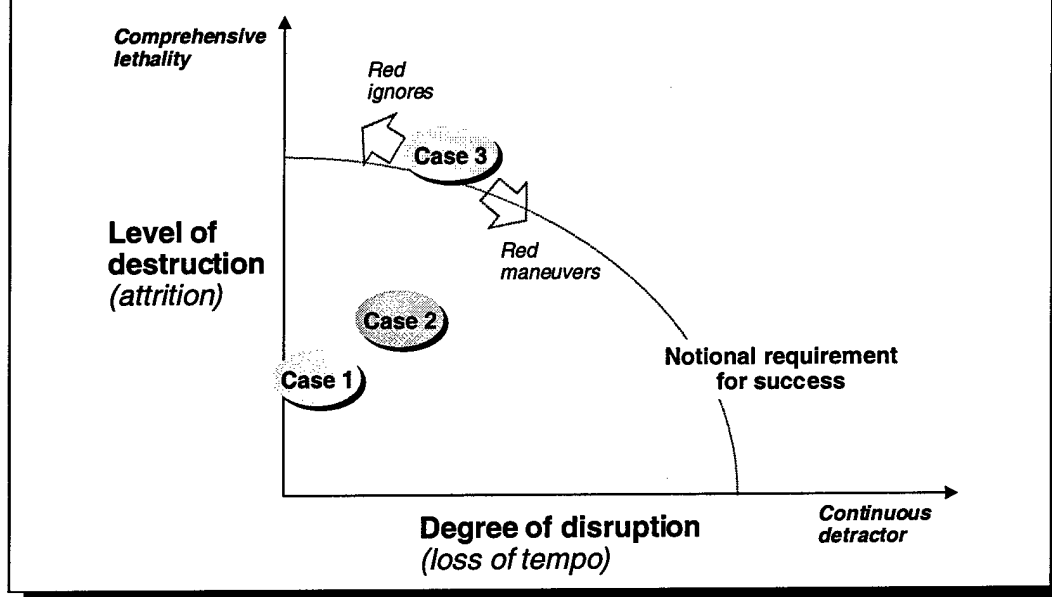 Comprehensive
lethality
Red
ignores
Case 3
Level of
destruction
(attrition)
Red
maneuvers
Case 2
Notional requirement
for success
Case 1
Degree of disruption
(loss of tempo)
Continuous
detractor